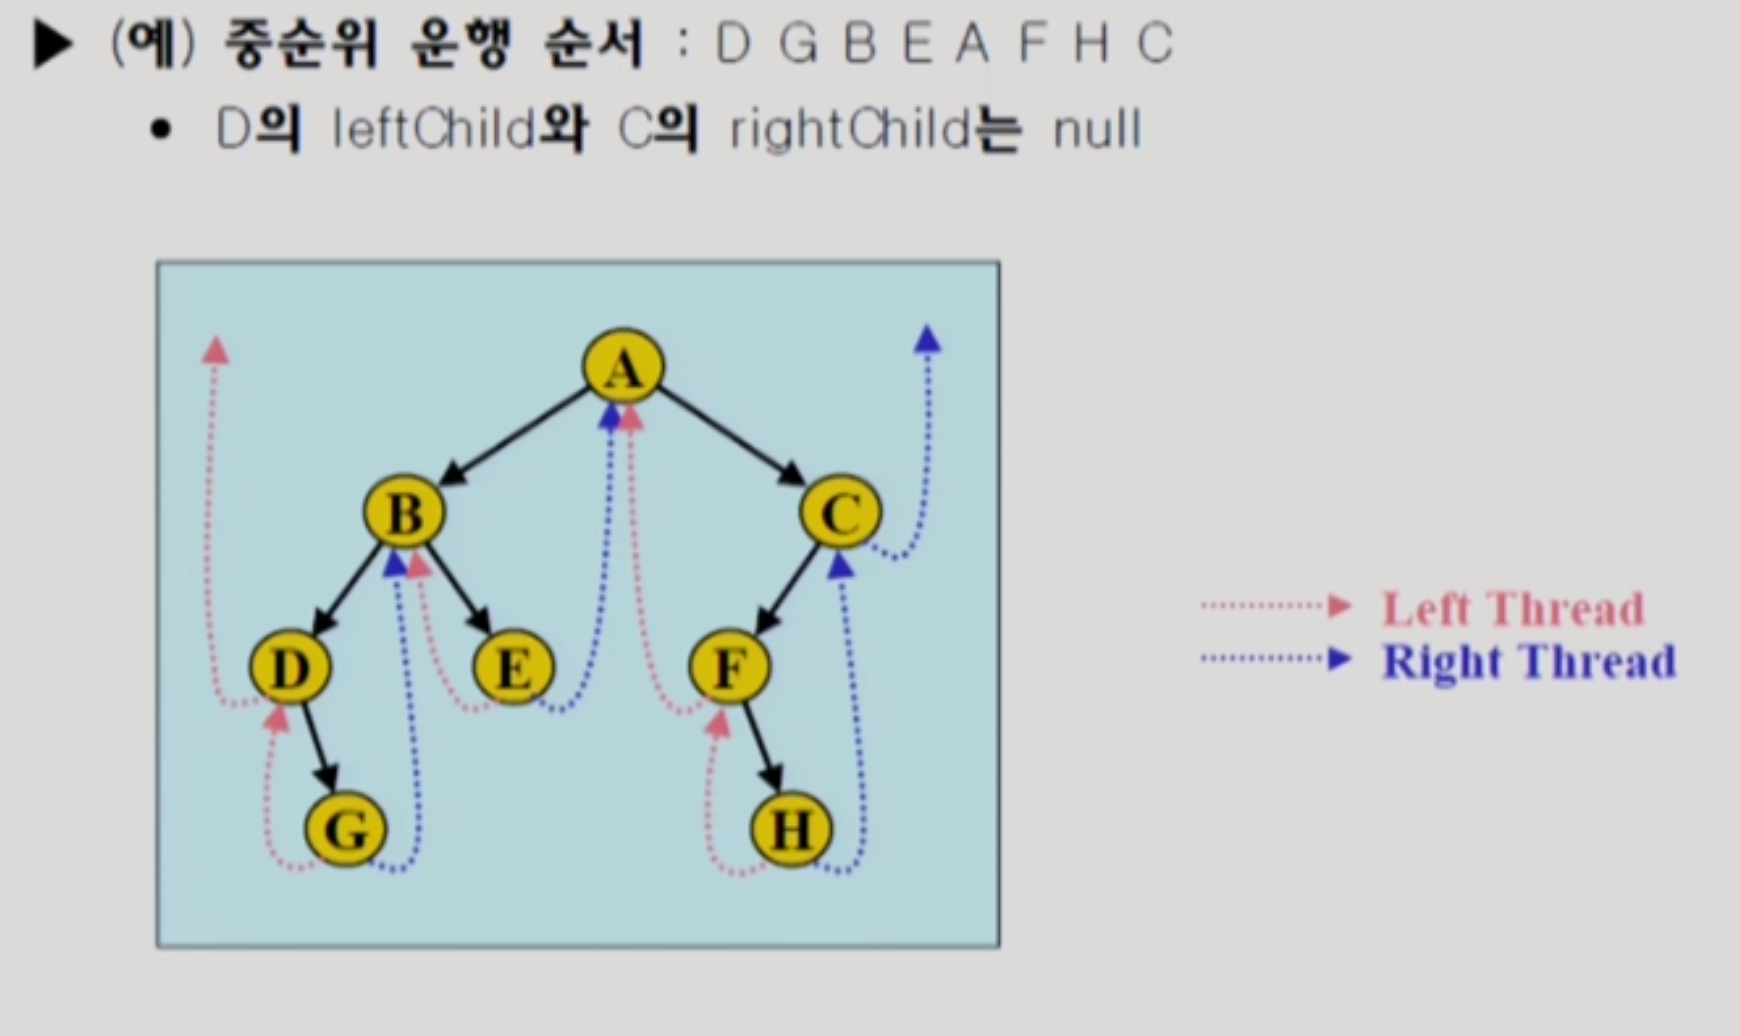 ▶ (예) 중순위 운행 순서 : D G B E A F H C
• D의 leftChild와 C의 rightChild는 null
A
B
C
D
E
F
G
H
Left Thread
Right Thread